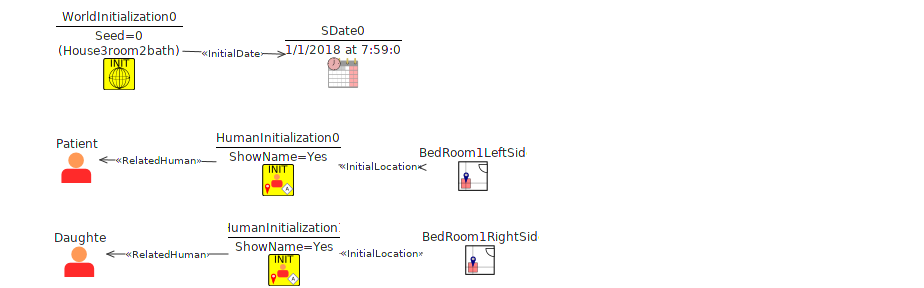 WorldInitialization0
Seed=0
(House3room2bath)
INIT
«InitialDate»
SDate0
1/1/2018 at 7:59:0
Patient
«RelatedHuman»
HumanInitialization0
ShowName=Yes
INIT
A
«InitialLocation»
BedRoom1LeftSid
Daughte
«RelatedHuman»
HumanInitialization
ShowName=Yes
INIT
A
«InitialLocation»
BedRoom1RightSid